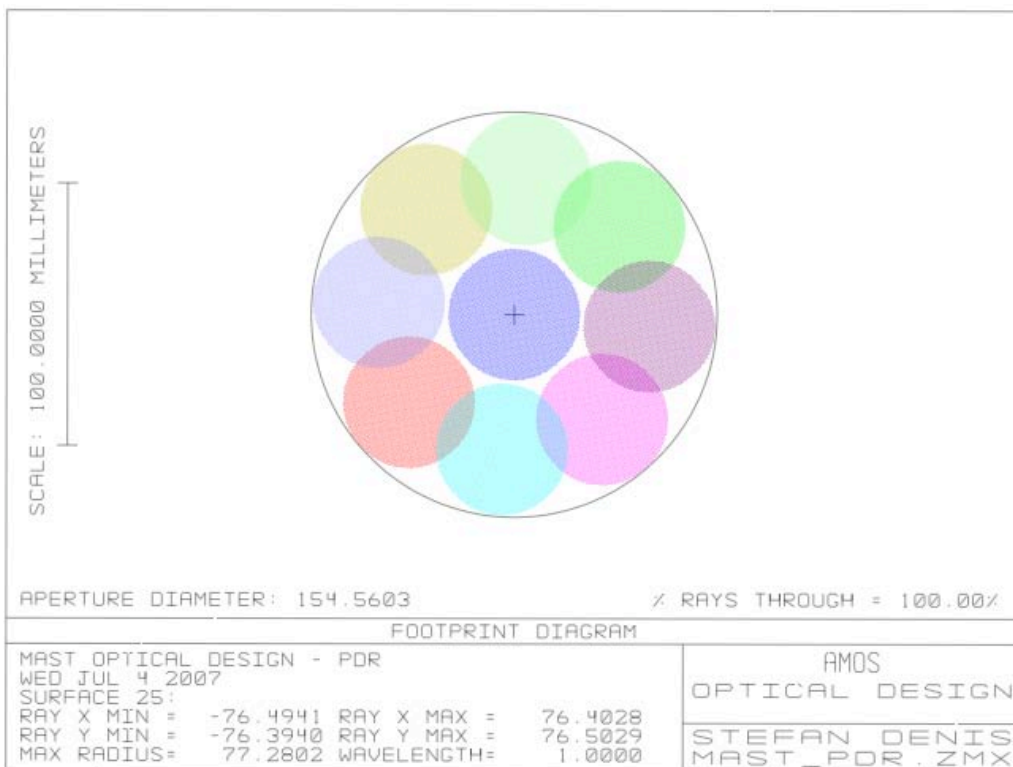 SCALE: 100.0000 MILLIMETERS
APERTURE DIAMETER: 154.5603
% RAYS THROUGH = 100.00%
FOOTPRINT DIAGRAM
MAST OPTICAL DESIGN - PDR
WED JUL 4 2007
SURFACE 25:
RAY X MIN = -76.4941 RAY X MAX = 76.4028
RAY Y MIN = -76.3940 RAY Y MAX = 76.5029
MAX RADIUS= 77.2802 WAVELENGTH= 1.0000
AMOS
OPTICAL DESIGN
STEFAN DENIS
MAST_PDR.ZMX